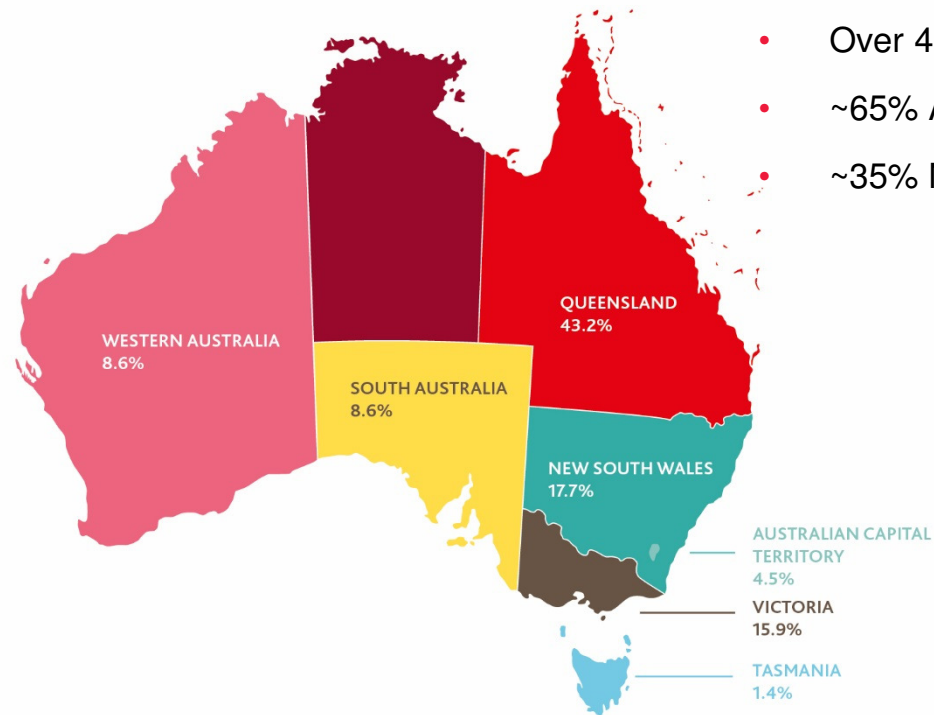 • Over 4
• ~65% A
• ~35%
QUEENSLAND
43.2%
WESTERN AUSTRALIA
8.6%
SOUTH AUSTRALIA
8.6%
NEW SOUTH WALES
17.7%
AUSTRALIAN CAPITAL
TERRITORY
4.5%
VICTORIA
15.9%
TASMANIA
1.4%